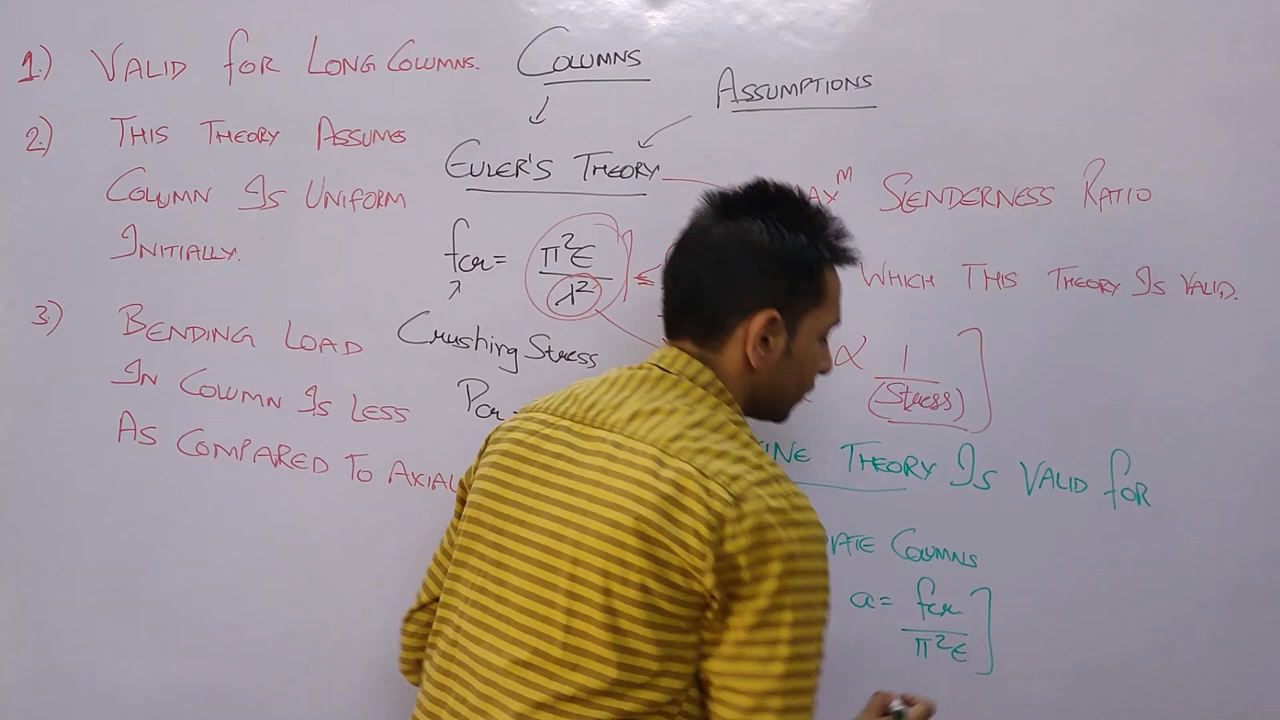 COLUMNS
ASSUMPTIONS
1.) VALID FOR LONG COLUMNS.
2.) THIS THEORY ASSUMES
COLUMN IS UNIFORM
INITIALLY.
3.) BENDING LOAD
IN COLUMN IS LESS
AS COMPARED TO AXIAL
EULER'S THEORY
fcr = π²E
λ²
Crushing Stress
Pcr
SLENDERNESS RATIO
WHICH THIS THEORY IS VALID.
∝ 1
(Stress)
THEORY IS VALID FOR
COLUMNS
a = fcr
π²E